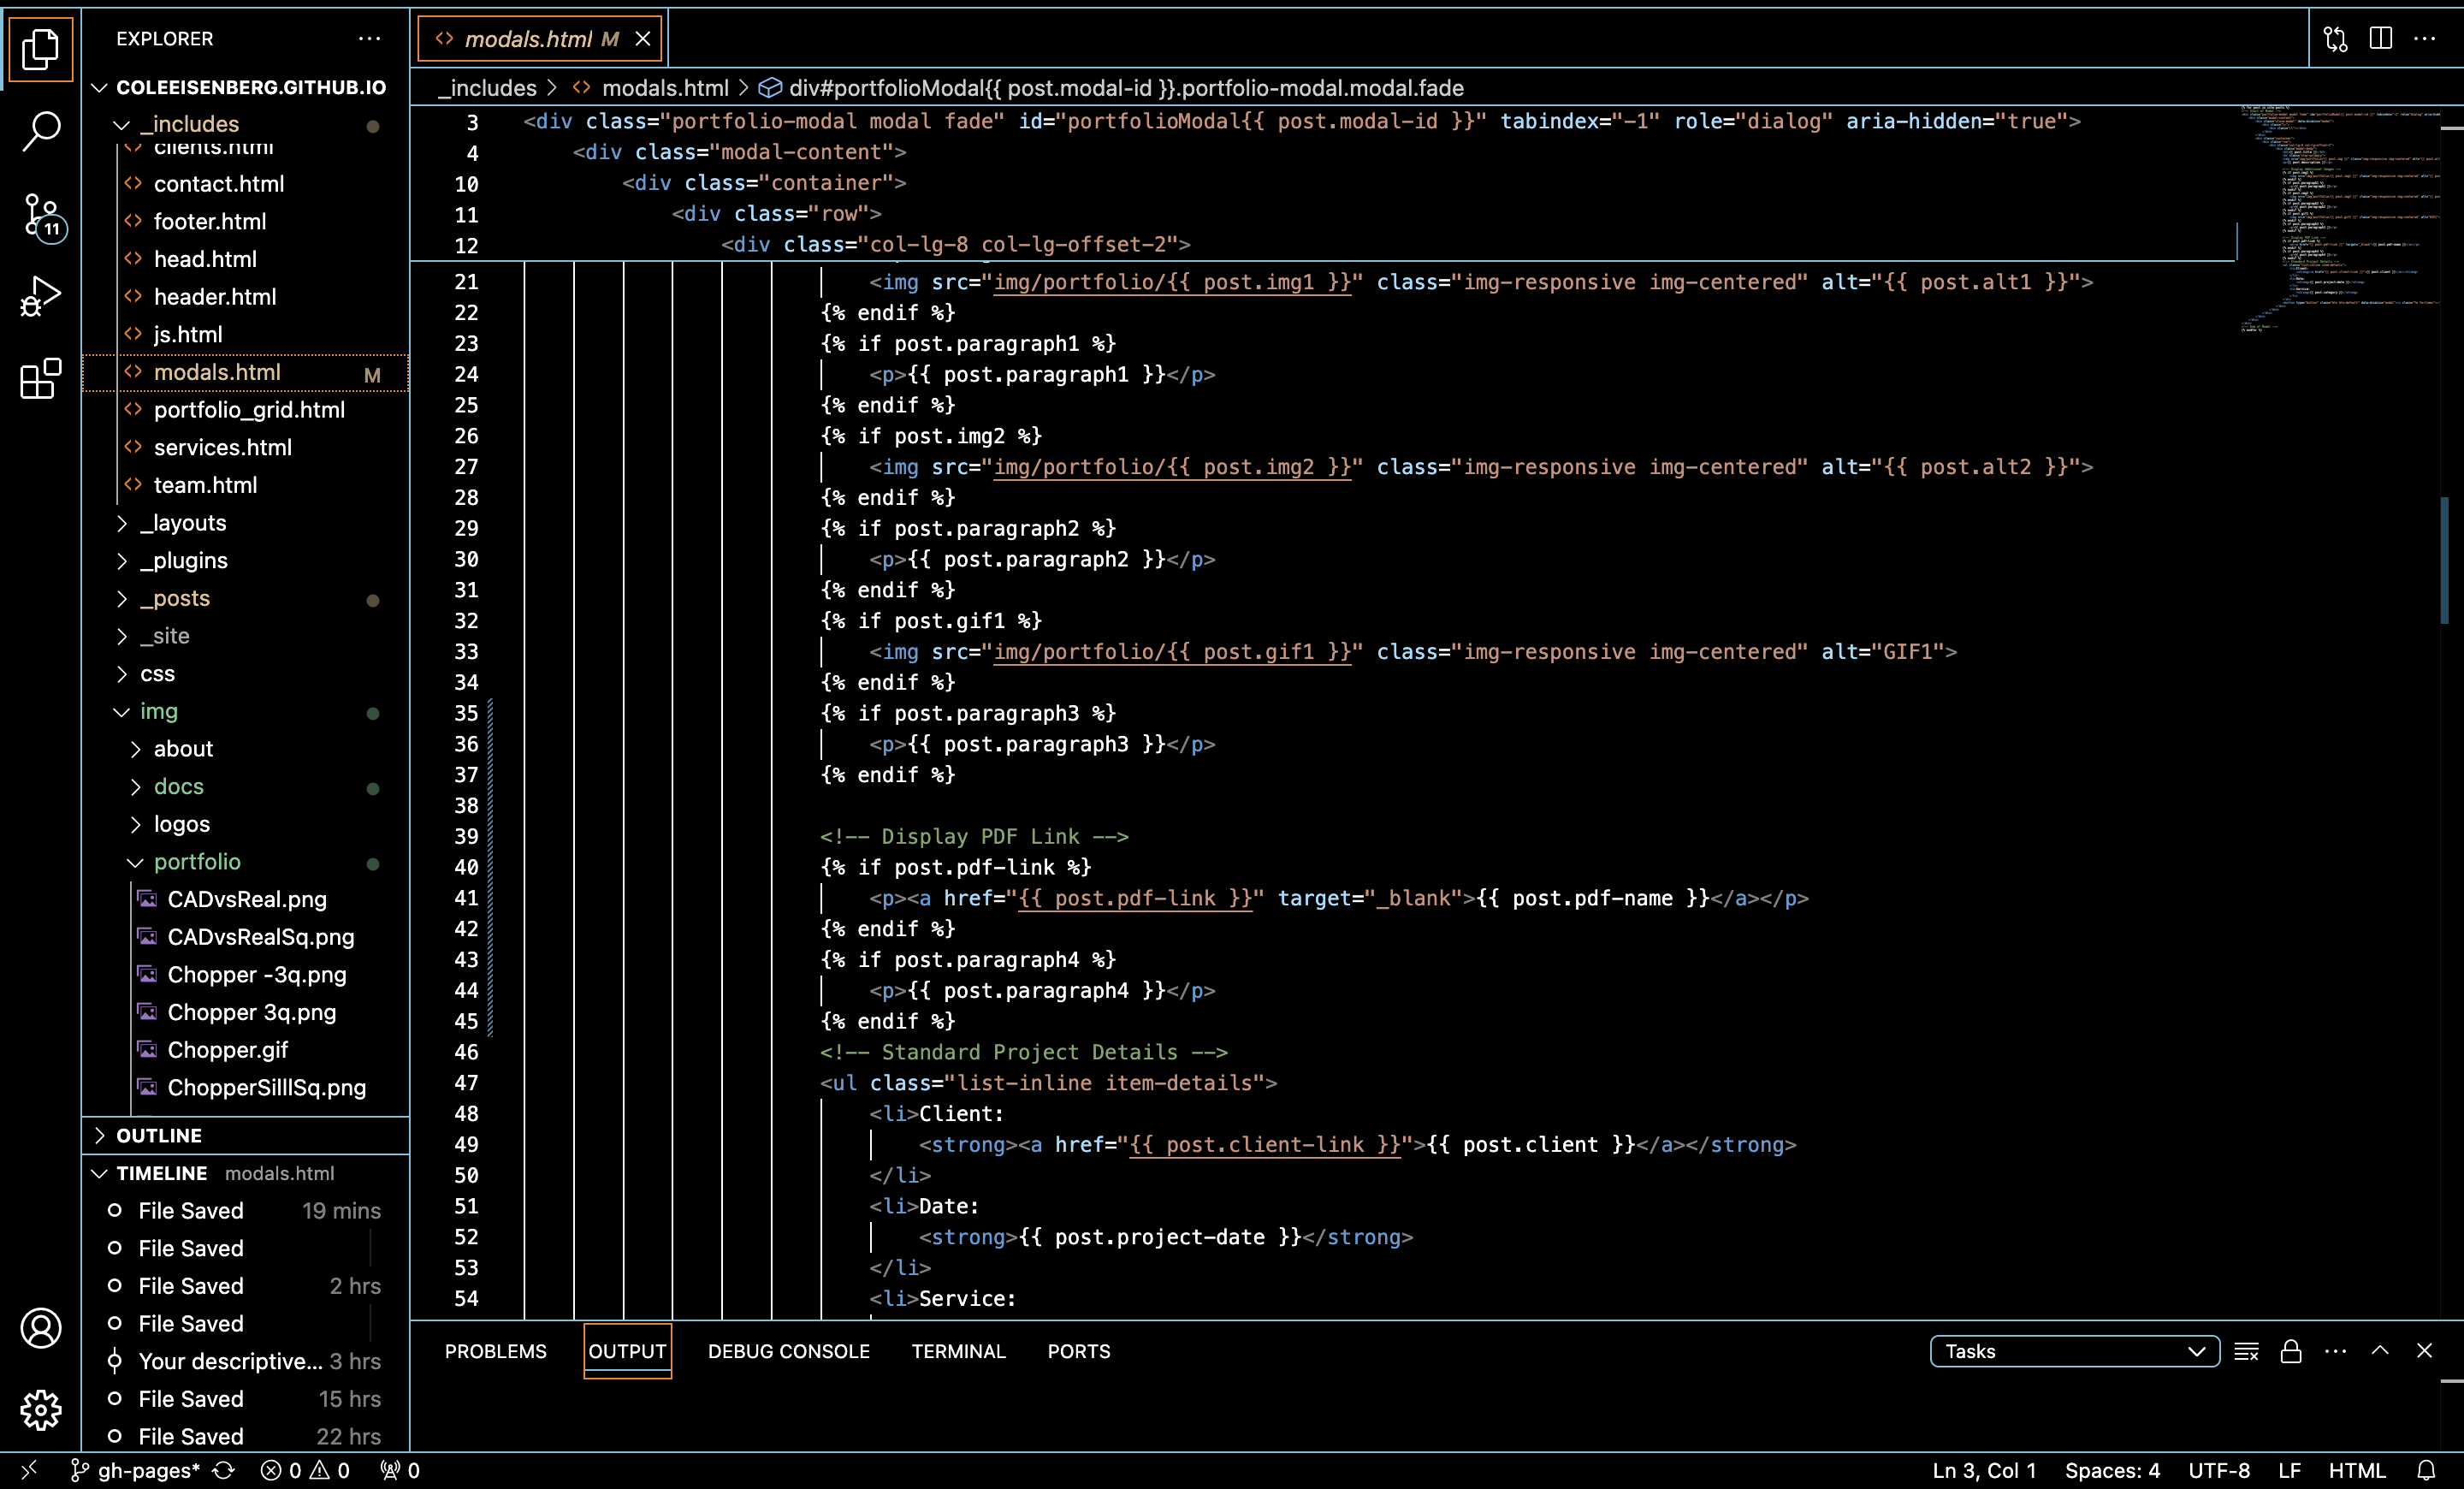 EXPLORER
COLEEISENBERG.GITHUB.IO
_includes
clients.html
contact.html
footer.html
head.html
header.html
js.html
modals.html M
portfolio_grid.html
services.html
team.html
_layouts
_plugins
_posts
_site
css
img
about
docs
logos
portfolio
CADvsReal.png
CADvsRealSq.png
Chopper -3q.png
Chopper 3q.png
Chopper.gif
ChopperSilllSq.png
OUTLINE
TIMELINE modals.html
File Saved 19 mins
File Saved
File Saved 2 hrs
File Saved
Your descriptive... 3 hrs
File Saved 15 hrs
File Saved 22 hrs
11
modals.html M
_includes > modals.html > div#portfolioModal{{ post.modal-id }}.portfolio-modal.modal.fade
3 <div class="portfolio-modal modal fade" id="portfolioModal{{ post.modal-id }}" tabindex="-1" role="dialog" aria-hidden="true">
4 <div class="modal-content">
10 <div class="container">
11 <div class="row">
12 <div class="col-lg-8 col-lg-offset-2">
21 <img src="img/portfolio/{{ post.img1 }}" class="img-responsive img-centered" alt="{{ post.alt1 }}">
22 {% endif %}
23 {% if post.paragraph1 %}
24 <p>{{ post.paragraph1 }}</p>
25 {% endif %}
26 {% if post.img2 %}
27 <img src="img/portfolio/{{ post.img2 }}" class="img-responsive img-centered" alt="{{ post.alt2 }}">
28 {% endif %}
29 {% if post.paragraph2 %}
30 <p>{{ post.paragraph2 }}</p>
31 {% endif %}
32 {% if post.gif1 %}
33 <img src="img/portfolio/{{ post.gif1 }}" class="img-responsive img-centered" alt="GIF1">
34 {% endif %}
35 {% if post.paragraph3 %}
36 <p>{{ post.paragraph3 }}</p>
37 {% endif %}
38
39 <!-- Display PDF Link -->
40 {% if post.pdf-link %}
41 <p><a href="{{ post.pdf-link }}" target="_blank">{{ post.pdf-name }}</a></p>
42 {% endif %}
43 {% if post.paragraph4 %}
44 <p>{{ post.paragraph4 }}</p>
45 {% endif %}
46 <!-- Standard Project Details -->
47 <ul class="list-inline item-details">
48 <li>Client:
49 <strong><a href="{{ post.client-link }}">{{ post.client }}</a></strong>
50 </li>
51 <li>Date:
52 <strong>{{ post.project-date }}</strong>
53 </li>
54 <li>Service:
PROBLEMS OUTPUT DEBUG CONSOLE TERMINAL PORTS
Tasks
gh-pages* 0 0 0
Ln 3, Col 1 Spaces: 4 UTF-8 LF HTML